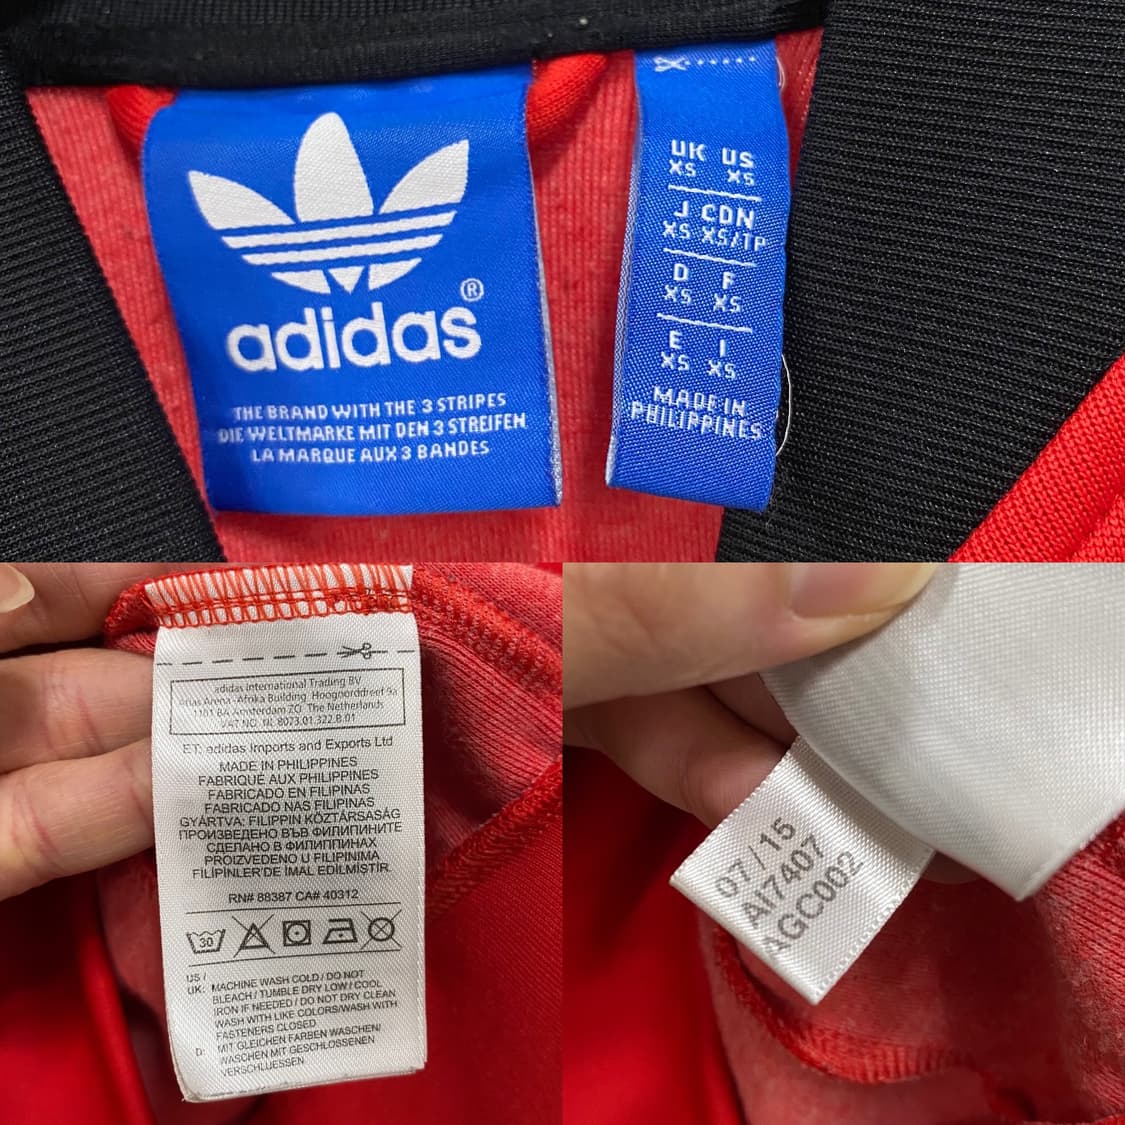 adidas®
THE BRAND WITH THE 3 STRIPES
DIE WELTMARKE MIT DEN 3 STREIFEN
LA MARQUE AUX 3 BANDES
UK US
XS XS
J CDN
XS XS/TP
D F
XS XS
E I
XS XS
MADE IN
PHILIPPINES
adidas International Trading BV
Atlas Arena -Afrika Building Hoogoorddreef 9a
1101 BA Amsterdam ZO The Netherlands
VAT NO. NL 8073.01.322.B.01
ET: adidas Imports and Exports Ltd
MADE IN PHILIPPINES
FABRIQUÉ AUX PHILIPPINES
FABRICADO EN FILIPINAS
FABRICADO NAS FILIPINAS
GYÁRTVA: FILIPPIN KÖZTÁRSASÁG
ПРОИЗВЕДЕНО ВЪВ ФИЛИПИНИТЕ
СДЕЛАНО В ФИЛИППИНАХ
PROIZVEDENO U FILIPINIMA
FİLİPİNLER'DE İMAL EDİLMİŞTİR.
RN# 88387 CA# 40312
30
US /
UK: MACHINE WASH COLD / DO NOT
BLEACH / TUMBLE DRY LOW / COOL
IRON IF NEEDED / DO NOT DRY CLEAN
WASH WITH LIKE COLORS/WASH WITH
FASTENERS CLOSED
D: MIT GLEICHEN FARBEN WASCHEN/
WASCHEN MIT GESCHLOSSENEN
VERSCHLUESSEN
07/15
AI7407
AGC002